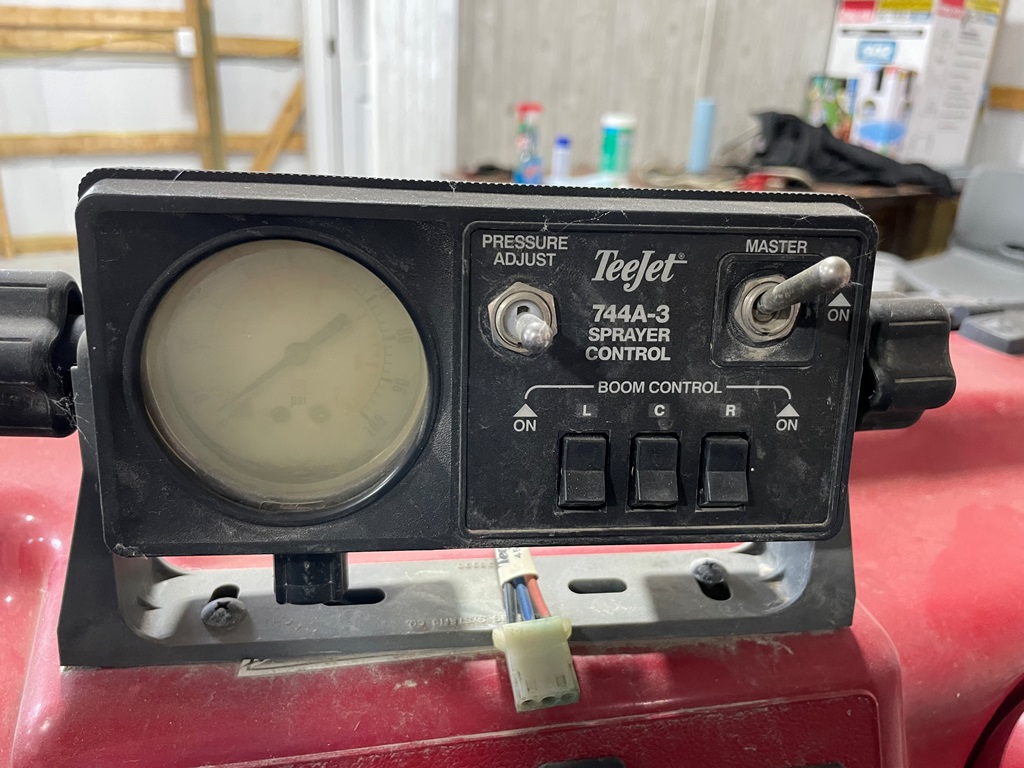 PRESSURE
ADJUST
TeeJet®
744A-3
SPRAYER
CONTROL
MASTER
ON
BOOM CONTROL
ON
L C R
ON